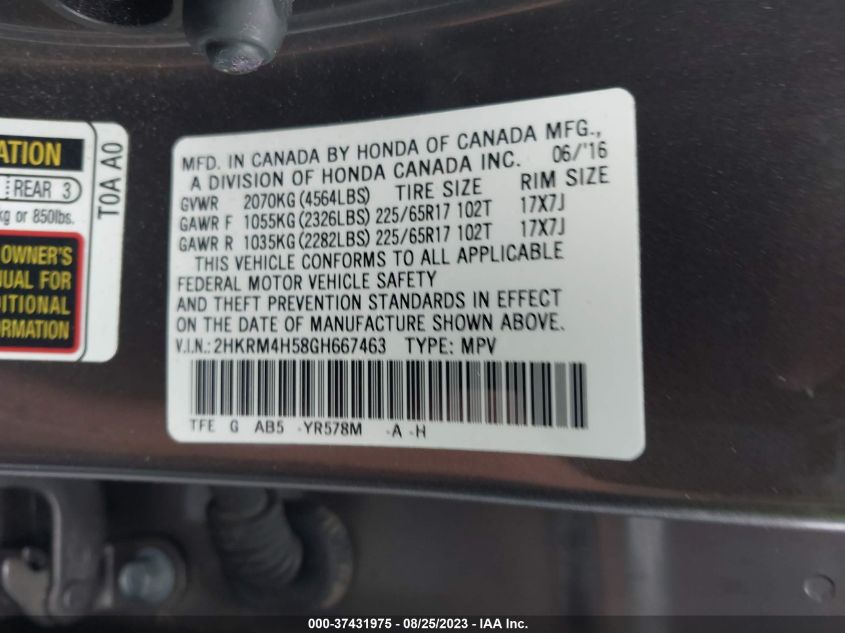 ATION
REAR 3
kg or 850lbs.
OWNER'S
UAL FOR
DITIONAL
ORMATION
T0A A0
MFD. IN CANADA BY HONDA OF CANADA MFG.,
A DIVISION OF HONDA CANADA INC. 06/'16
GVWR 2070KG (4564LBS) TIRE SIZE RIM SIZE
GAWR F 1055KG (2326LBS) 225/65R17 102T 17X7J
GAWR R 1035KG (2282LBS) 225/65R17 102T 17X7J
THIS VEHICLE CONFORMS TO ALL APPLICABLE
FEDERAL MOTOR VEHICLE SAFETY
AND THEFT PREVENTION STANDARDS IN EFFECT
ON THE DATE OF MANUFACTURE SHOWN ABOVE.
V.I.N.: 2HKRM4H58GH667463 TYPE: MPV
TFE G AB5 -YR578M -A -H
000-37431975 - 08/25/2023 - IAA Inc.